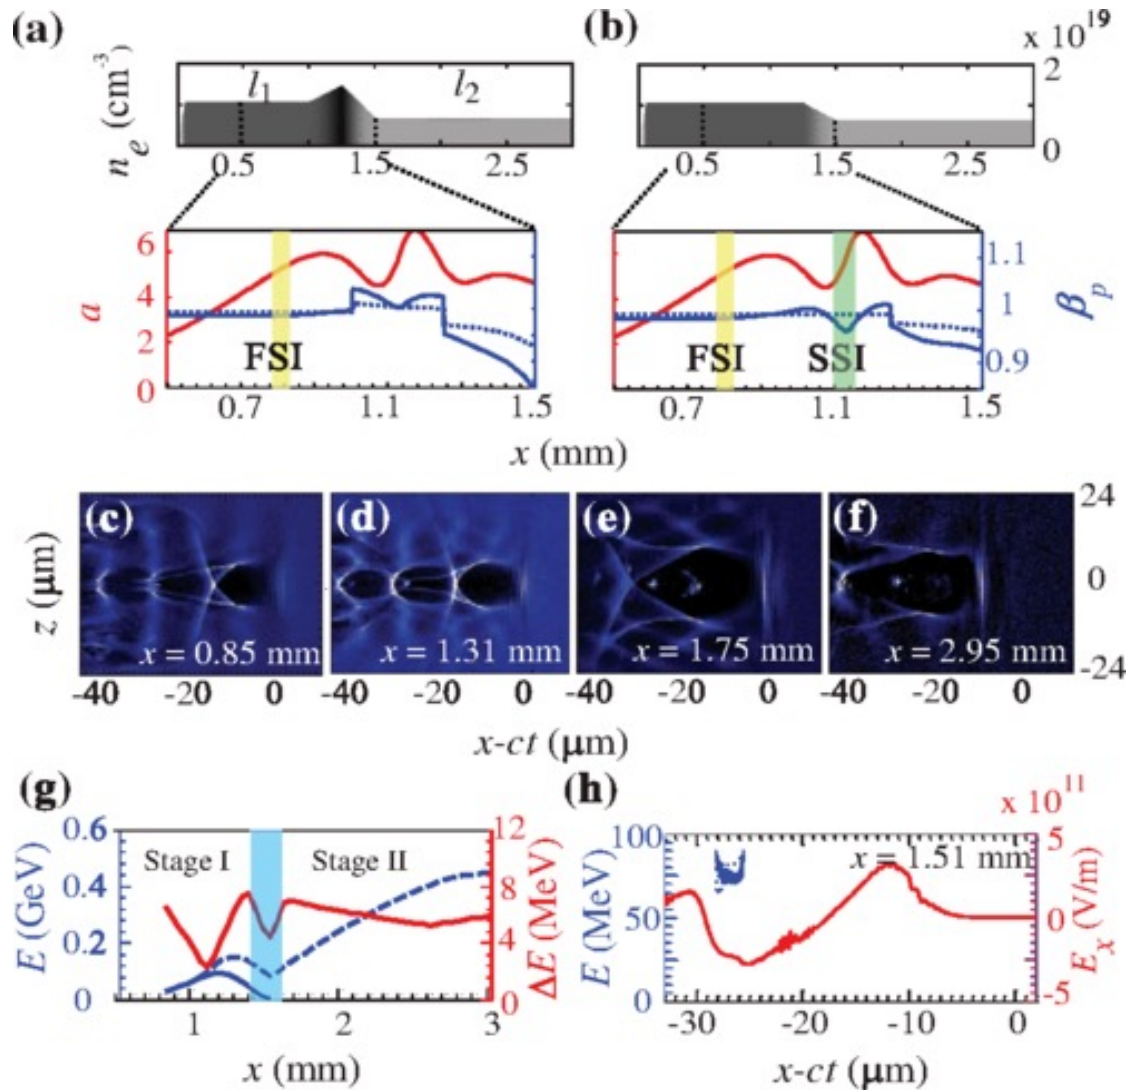 (a) (b) x 10^19
n_e (cm^-3)
l_1 l_2
2
1
0
0.5 1.5 2.5 0.5 1.5 2.5
6
4
2
0
a
FSI FSI SSI
1.1
1
0.9
β_p
0.7 1.1 1.5 0.7 1.1 1.5
x (mm)
(c) (d) (e) (f)
24
0
-24
z (μm)
x = 0.85 mm x = 1.31 mm x = 1.75 mm x = 2.95 mm
-40 -20 0 -40 -20 0 -40 -20 0 -40 -20 0
x-ct (μm)
(g)
0.6
0.4
0.2
0
E (GeV)
Stage I Stage II
12
8
4
0
ΔE (MeV)
1 2 3
x (mm)
(h) x 10^11
100
50
0
E (MeV)
x = 1.51 mm
5
0
-5
E_x (V/m)
-30 -20 -10 0
x-ct (μm)